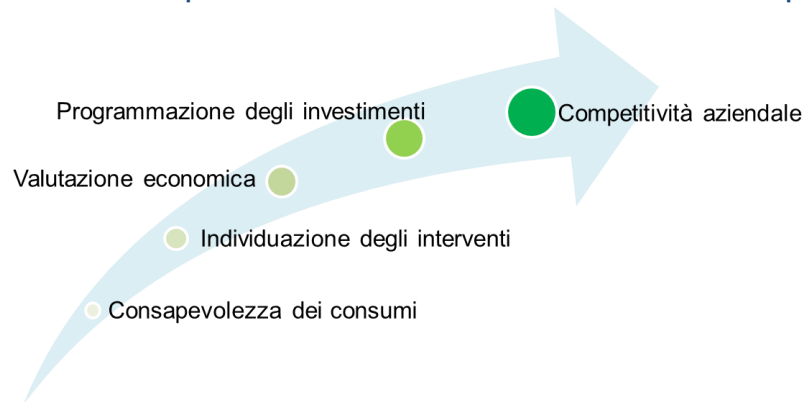 Programmazione degli investimenti
Competitività aziendale
Valutazione economica
Individuazione degli interventi
Consapevolezza dei consumi